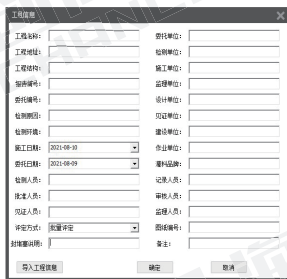 工程信息
工程名称: 委托单位:
工程地址: 检测单位:
工程结构: 施工单位:
报告编号: 监理单位:
委托编号: 设计单位:
检测原因: 见证单位:
检测环境: 建设单位:
施工日期: 2021-08-10 作业单位:
委托日期: 2021-08-09 灌料品牌:
检测人员: 记录人员:
批准人员: 审核人员:
见证人员: 监理人员:
评定方式: 批量评定 图纸编号:
封堵塞说明: 备注:
导入工程信息 确定 取消